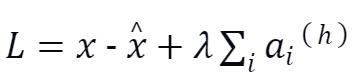 L = x - x̂ + λ∑ᵢ aᵢ⁽ʰ⁾